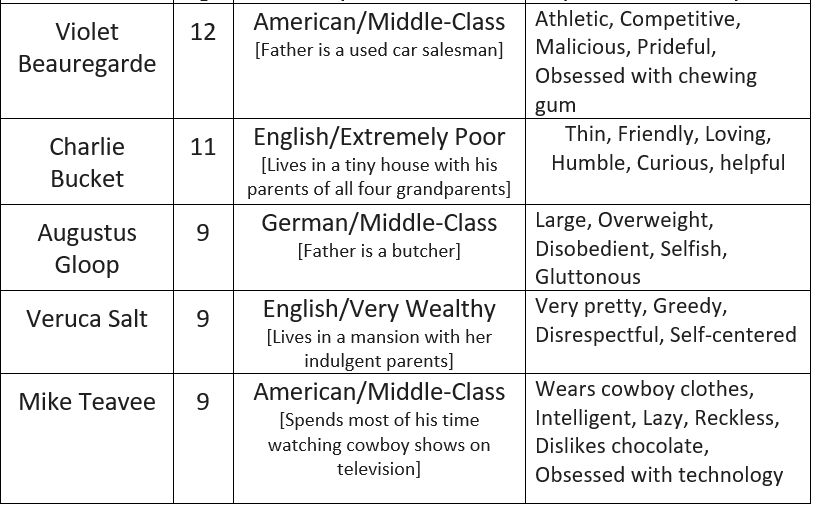 Violet
Beauregarde
12
American/Middle-Class
[Father is a used car salesman]
Athletic, Competitive,
Malicious, Prideful,
Obsessed with chewing
gum
Charlie
Bucket
11
English/Extremely Poor
[Lives in a tiny house with his
parents of all four grandparents]
Thin, Friendly, Loving,
Humble, Curious, helpful
Augustus
Gloop
9
German/Middle-Class
[Father is a butcher]
Large, Overweight,
Disobedient, Selfish,
Gluttonous
Veruca Salt
9
English/Very Wealthy
[Lives in a mansion with her
indulgent parents]
Very pretty, Greedy,
Disrespectful, Self-centered
Mike Teavee
9
American/Middle-Class
[Spends most of his time
watching cowboy shows on
television]
Wears cowboy clothes,
Intelligent, Lazy, Reckless,
Dislikes chocolate,
Obsessed with technology